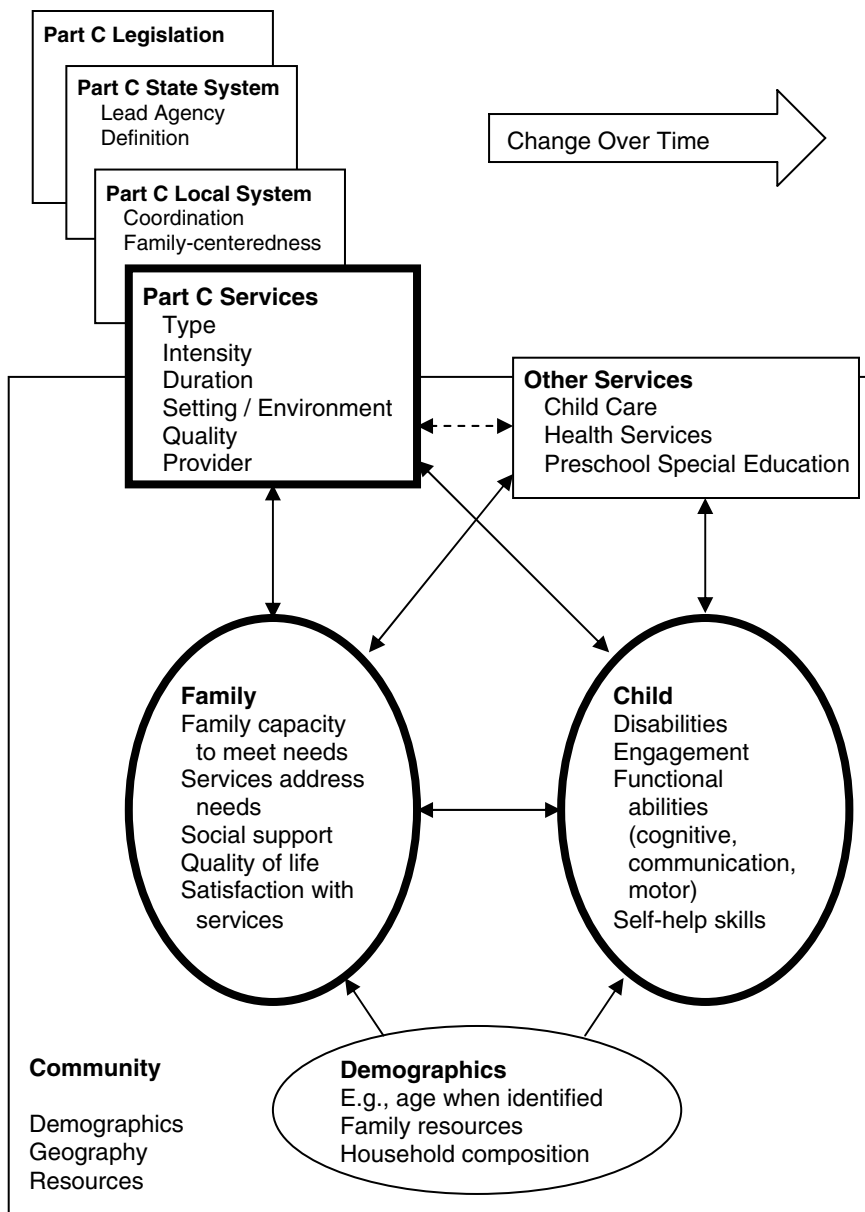 Part C Legislation
Part C State System
Lead Agency
Definition
Change Over Time
Part C Local System
Coordination
Family-centeredness
Part C Services
Type
Intensity
Duration
Setting / Environment
Quality
Provider
Other Services
Child Care
Health Services
Preschool Special Education
Family
Family capacity
to meet needs
Services address
needs
Social support
Quality of life
Satisfaction with
services
Child
Disabilities
Engagement
Functional
abilities
(cognitive,
communication,
motor)
Self-help skills
Community
Demographics
Geography
Resources
Demographics
E.g., age when identified
Family resources
Household composition